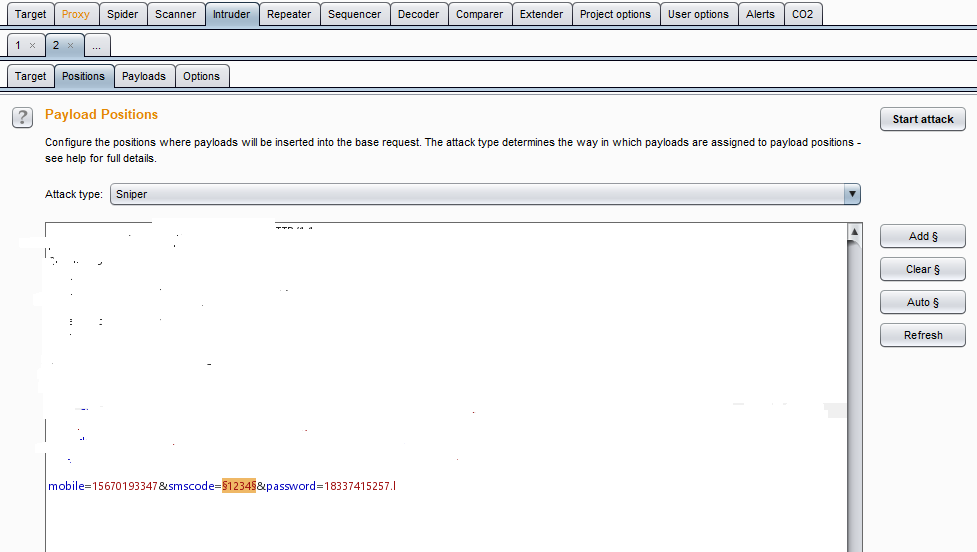 Target Proxy Spider Scanner Intruder Repeater Sequencer Decoder Comparer Extender Project options User options Alerts CO2
1 × 2 × ...
Target Positions Payloads Options
? Payload Positions Start attack
Configure the positions where payloads will be inserted into the base request. The attack type determines the way in which payloads are assigned to payload positions -
see help for full details.
Attack type: Sniper
Add §
Clear §
Auto §
Refresh
mobile=15670193347&smscode=§1234§&password=18337415257.l